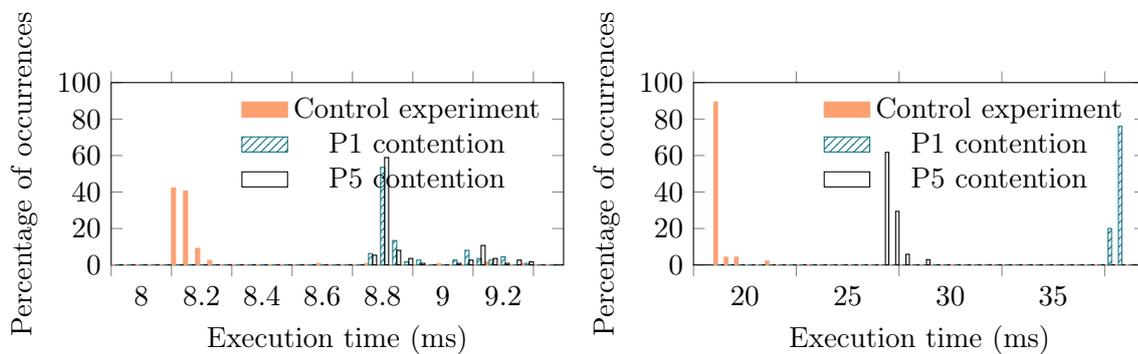 Percentage of occurrences
100
80
60
40
20
0
Control experiment
P1 contention
P5 contention
8 8.2 8.4 8.6 8.8 9 9.2
Execution time (ms)
Percentage of occurrences
100
80
60
40
20
0
Control experiment
P1 contention
P5 contention
20 25 30 35
Execution time (ms)